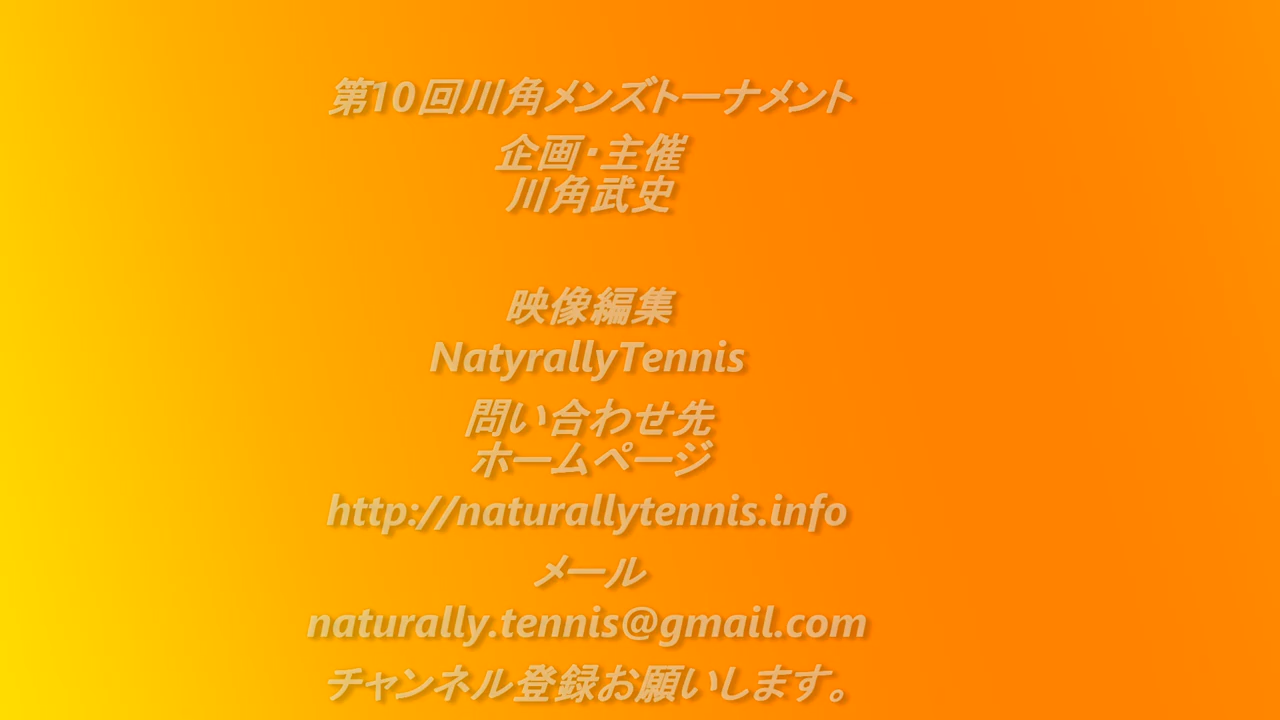 第10回川角メンズトーナメント
企画・主催
川角武史
映像編集
NatyrallyTennis
問い合わせ先
ホームページ
http://naturallytennis.info
メール
naturally.tennis@gmail.com
チャンネル登録お願いします。